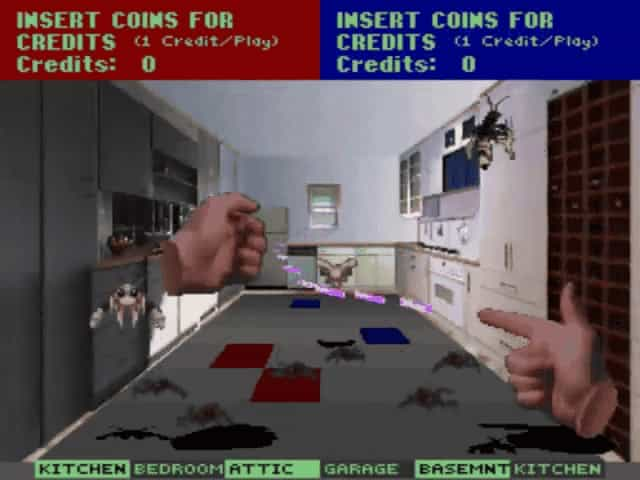 INSERT COINS FOR
CREDITS (1 Credit/Play)
Credits: 0
INSERT COINS FOR
CREDITS (1 Credit/Play)
Credits: 0
KITCHEN BEDROOM ATTIC GARAGE BASEMNT KITCHEN